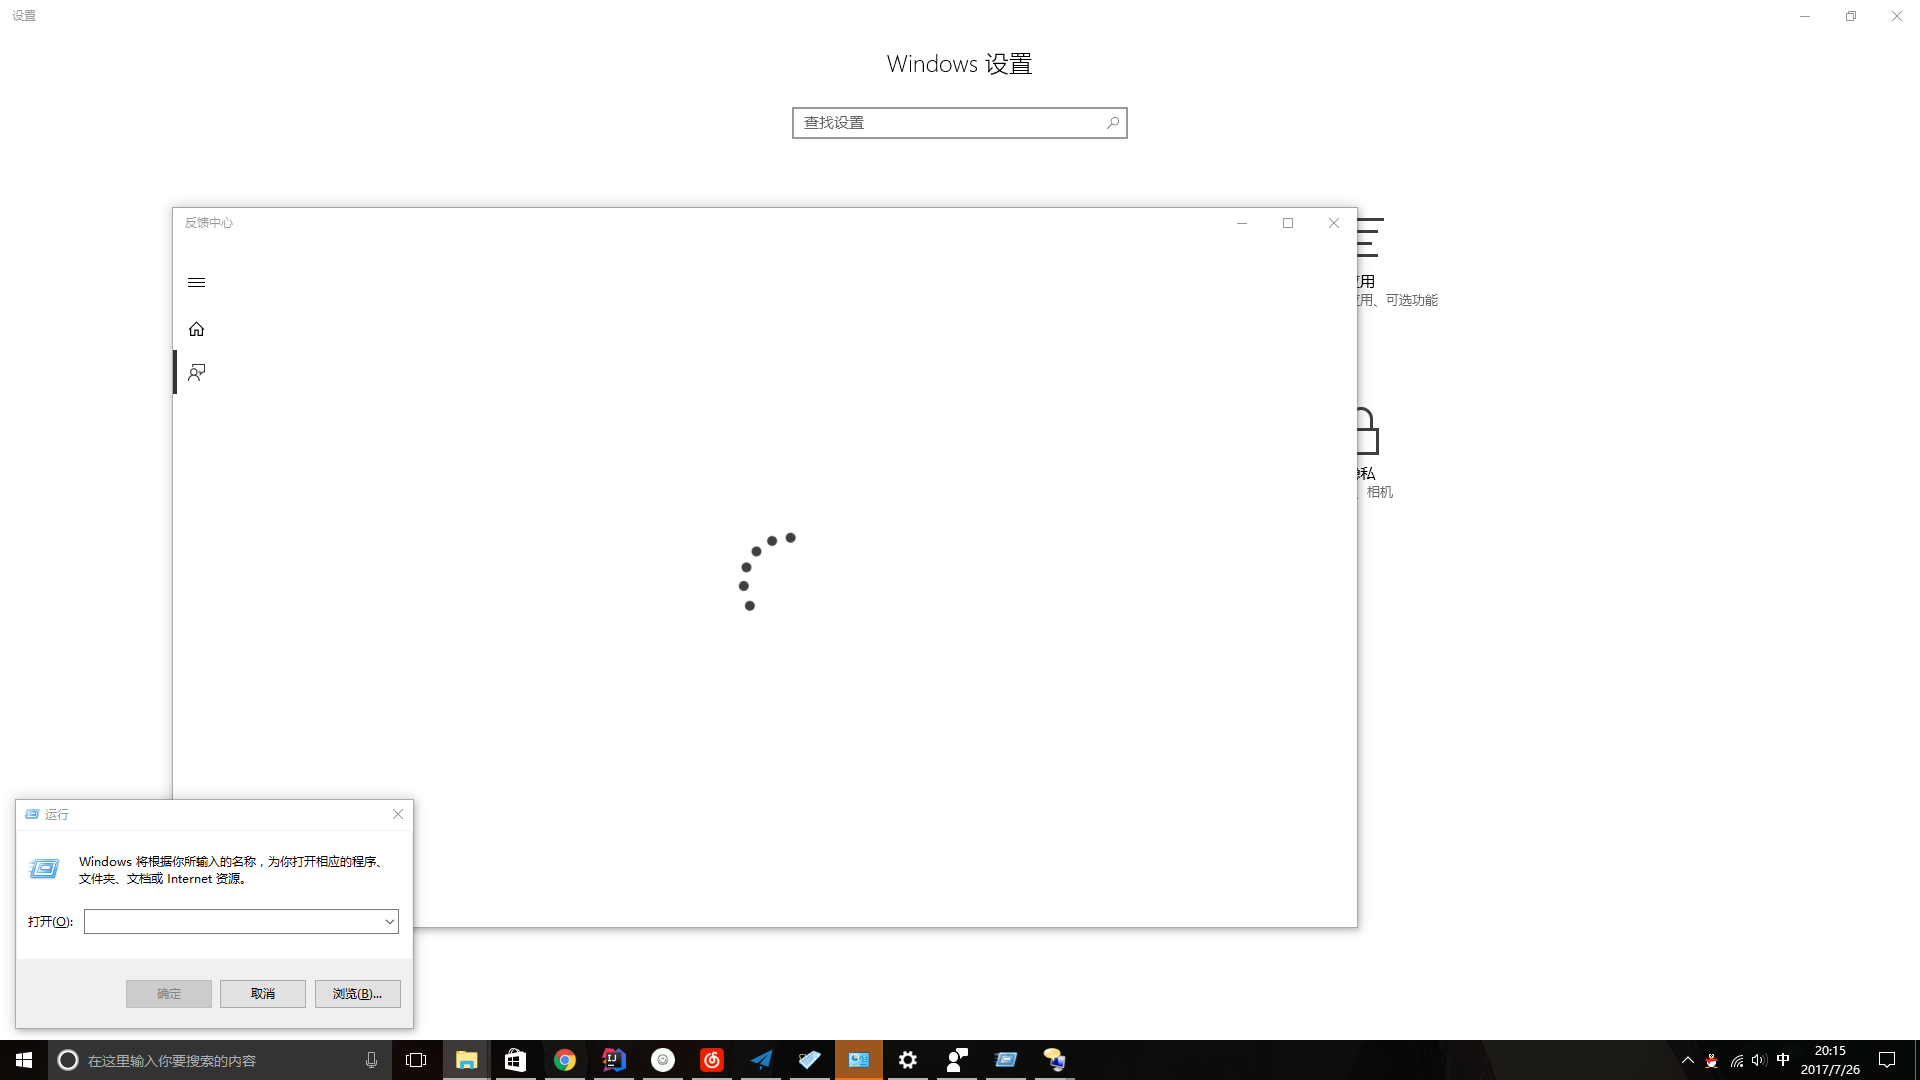 设置
Windows 设置
查找设置
反馈中心
用
用、可选功能
私
相机
运行
Windows 将根据你所输入的名称，为你打开相应的程序、
文件夹、文档或 Internet 资源。
打开(O):
确定
取消
浏览(B)...
在这里输入你要搜索的内容
中
20:15
2017/7/26